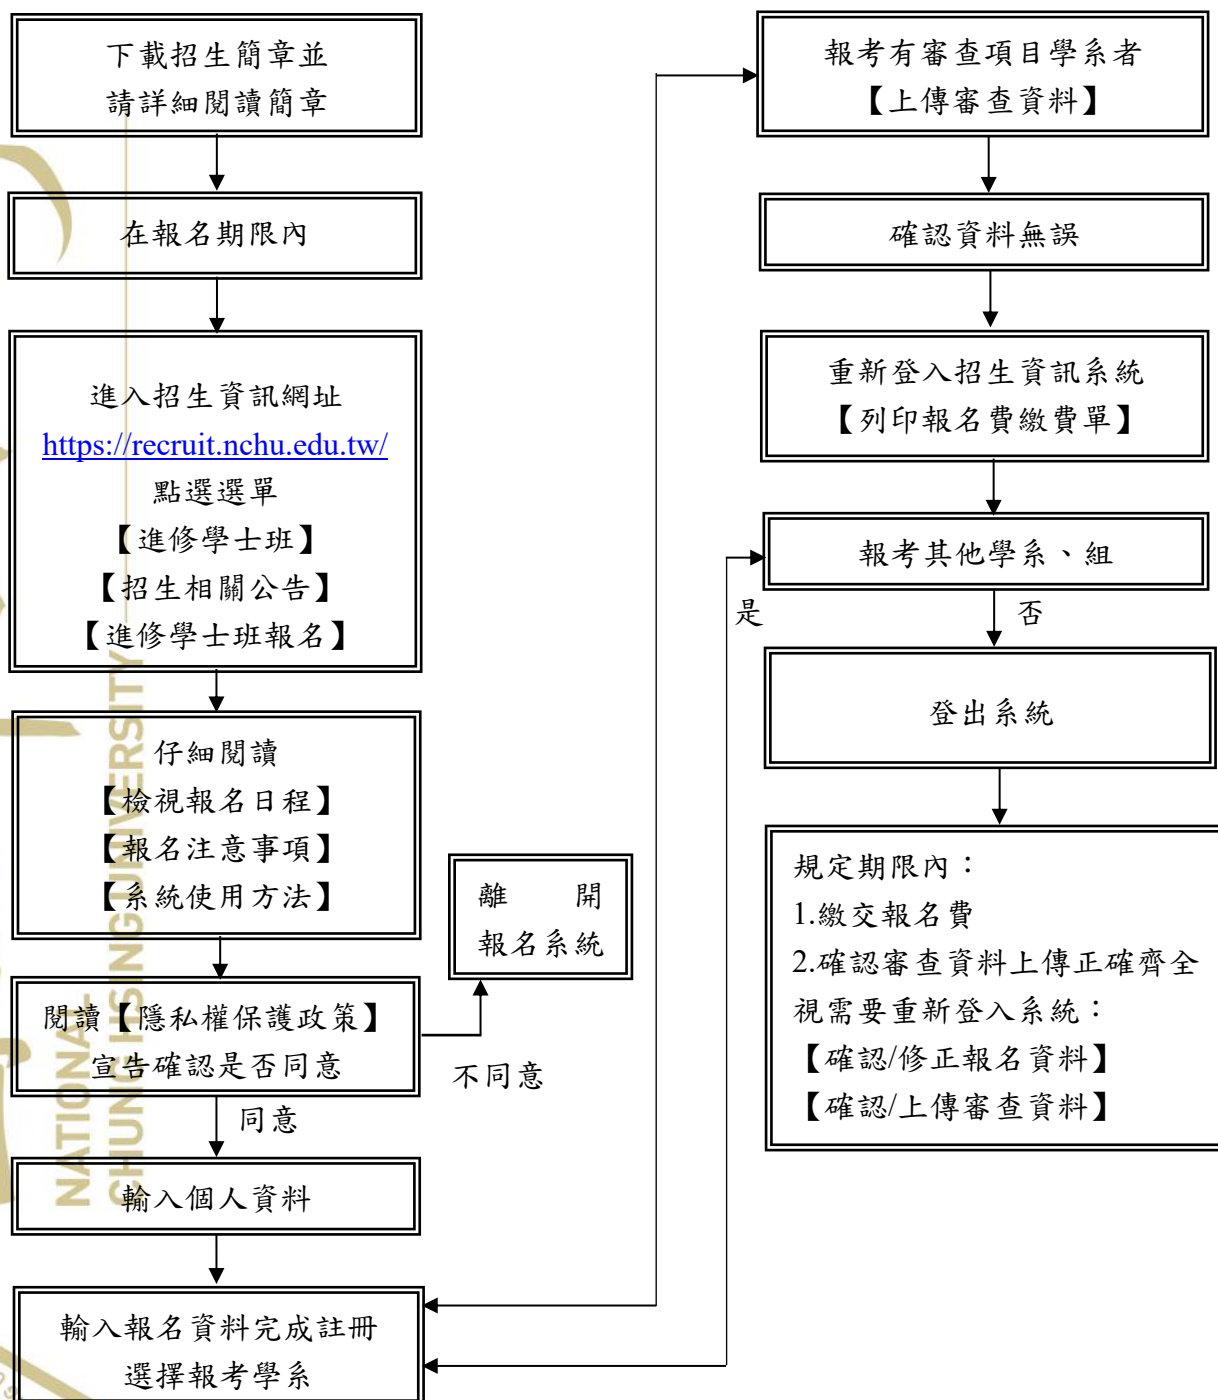 下載招生簡章並
請詳細閱讀簡章
在報名期限內
進入招生資訊網址
https://recruit.nchu.edu.tw/
點選選單
【進修學士班】
【招生相關公告】
【進修學士班報名】
仔細閱讀
【檢視報名日程】
【報名注意事項】
【系統使用方法】
離　　開
報名系統
閱讀【隱私權保護政策】
宣告確認是否同意
不同意
同意
輸入個人資料
輸入報名資料完成註冊
選擇報考學系
報考有審查項目學系者
【上傳審查資料】
確認資料無誤
重新登入招生資訊系統
【列印報名費繳費單】
報考其他學系、組
是
否
登出系統
規定期限內：
1.繳交報名費
2.確認審查資料上傳正確齊全
視需要重新登入系統：
【確認/修正報名資料】
【確認/上傳審查資料】
NATIONAL
CHUNG HSING UNIVERSITY